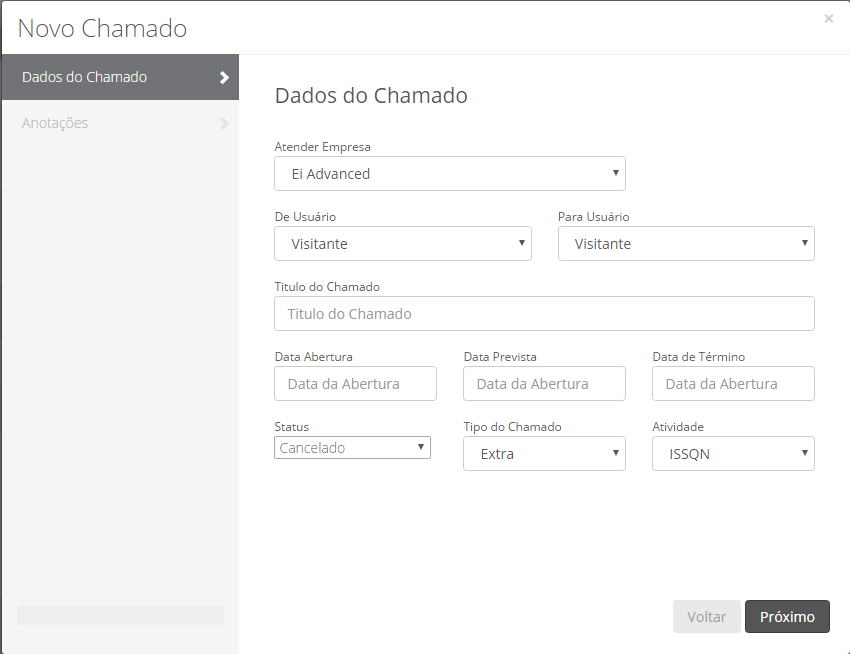 Novo Chamado
×
Dados do Chamado
Anotações
Dados do Chamado
Atender Empresa
Ei Advanced
De Usuário Para Usuário
Visitante Visitante
Titulo do Chamado
Titulo do Chamado
Data Abertura Data Prevista Data de Término
Data da Abertura Data da Abertura Data da Abertura
Status Tipo do Chamado Atividade
Cancelado Extra ISSQN
Voltar Próximo